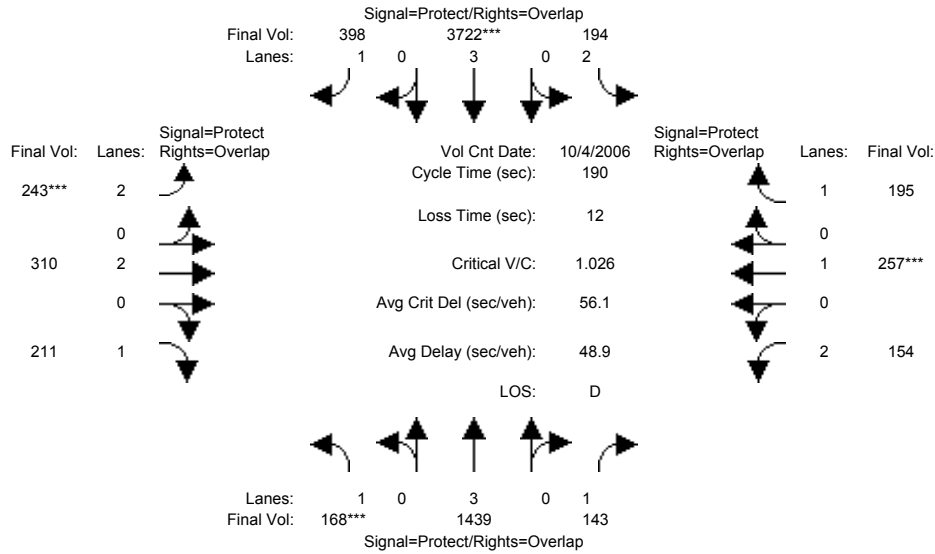 Signal=Protect/Rights=Overlap
Final Vol: 398 3722*** 194
Lanes: 1 0 3 0 2
Signal=Protect
Final Vol: Lanes: Rights=Overlap
Vol Cnt Date: 10/4/2006
Signal=Protect
Rights=Overlap Lanes: Final Vol:
Cycle Time (sec): 190
243*** 2
1 195
Loss Time (sec): 12
0
0
310 2
Critical V/C: 1.026
1 257***
0
Avg Crit Del (sec/veh): 56.1
0
211 1
Avg Delay (sec/veh): 48.9
2 154
LOS: D
Lanes: 1 0 3 0 1
Final Vol: 168*** 1439 143
Signal=Protect/Rights=Overlap